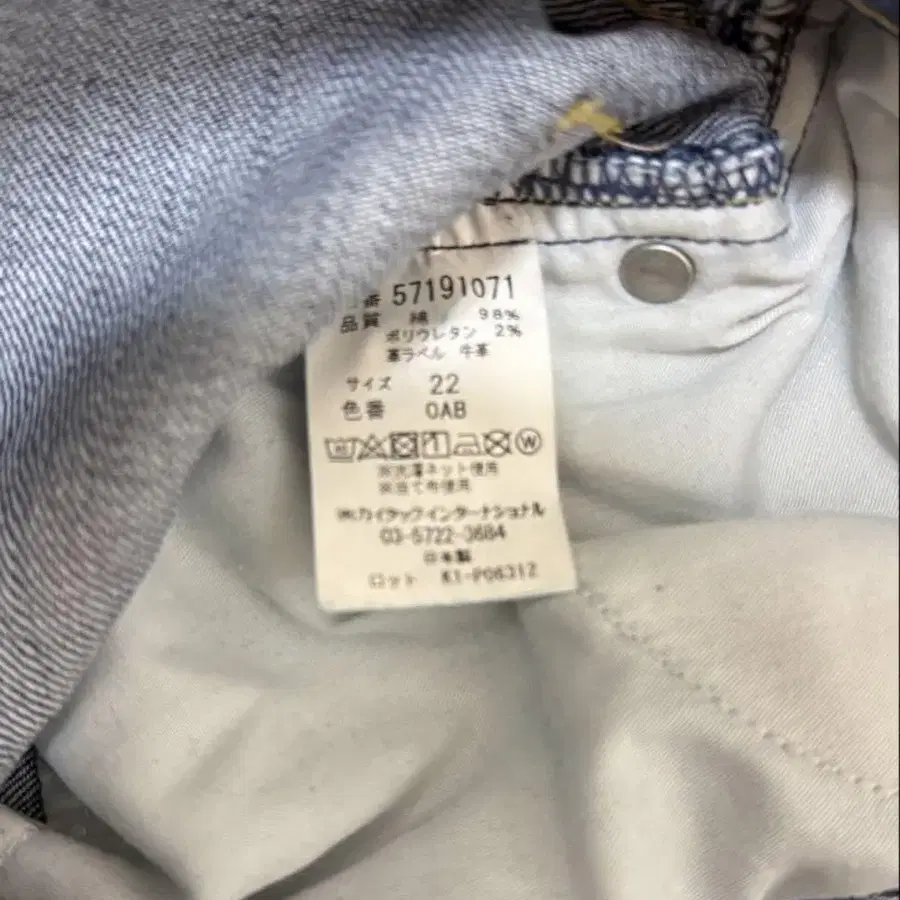 番 57191071
品質 綿 98%
ポリウレタン 2%
革ラベル 牛革
サイズ 22
色番 0AB
W
※洗濯ネット使用
※当て布使用
㈱カイタックインターナショナル
03-5722-3684
日本製
ロット K1-P06312